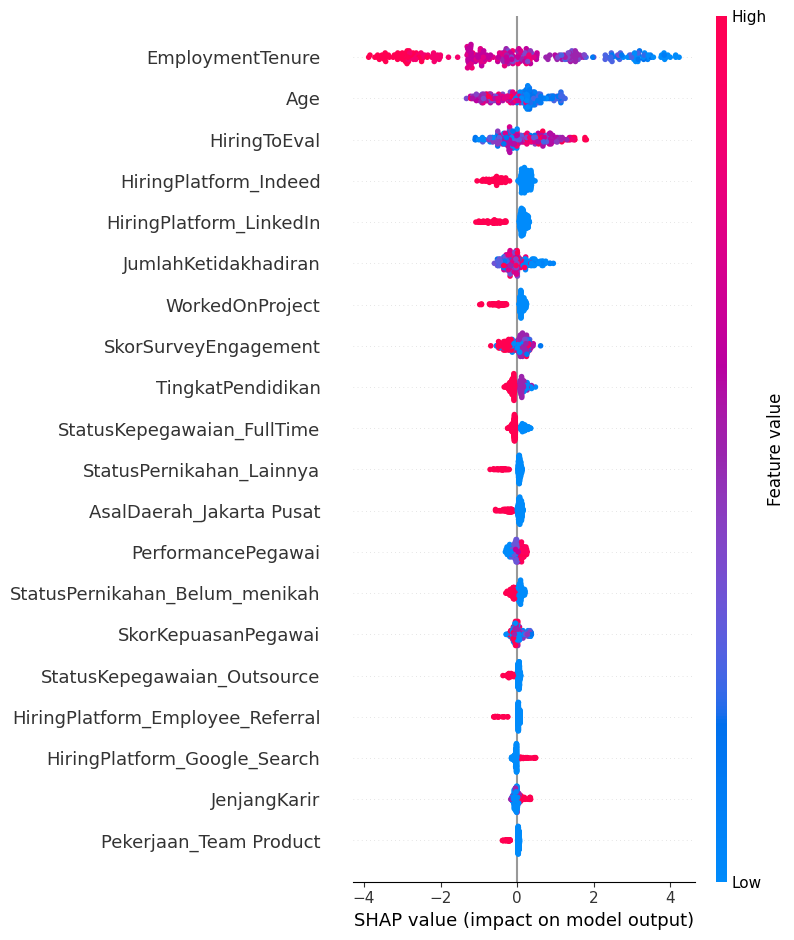 High
EmploymentTenure
Age
HiringToEval
HiringPlatform_Indeed
HiringPlatform_LinkedIn
JumlahKetidakhadiran
WorkedOnProject
SkorSurveyEngagement
TingkatPendidikan
StatusKepegawaian_FullTime
StatusPernikahan_Lainnya
AsalDaerah_Jakarta Pusat
PerformancePegawai
StatusPernikahan_Belum_menikah
SkorKepuasanPegawai
StatusKepegawaian_Outsource
HiringPlatform_Employee_Referral
HiringPlatform_Google_Search
JenjangKarir
Pekerjaan_Team Product
Feature value
Low
−4 −2 0 2 4
SHAP value (impact on model output)